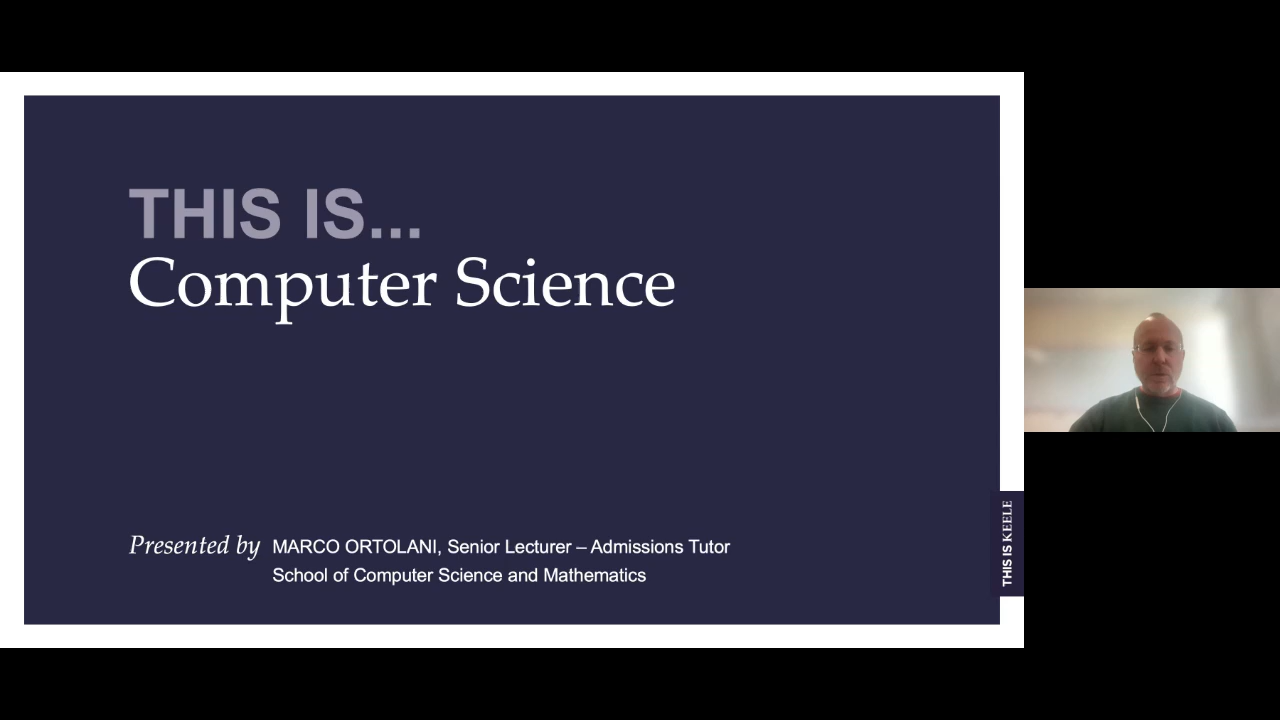 THIS IS...
Computer Science
Presented by MARCO ORTOLANI, Senior Lecturer – Admissions Tutor
School of Computer Science and Mathematics
THIS IS KEELE